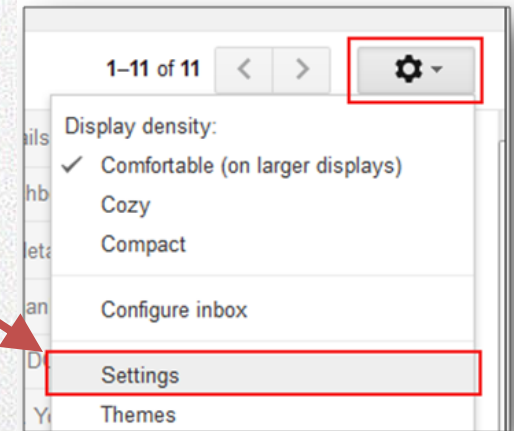 1–11 of 11
Display density:
Comfortable (on larger displays)
Cozy
Compact
Configure inbox
Settings
Themes